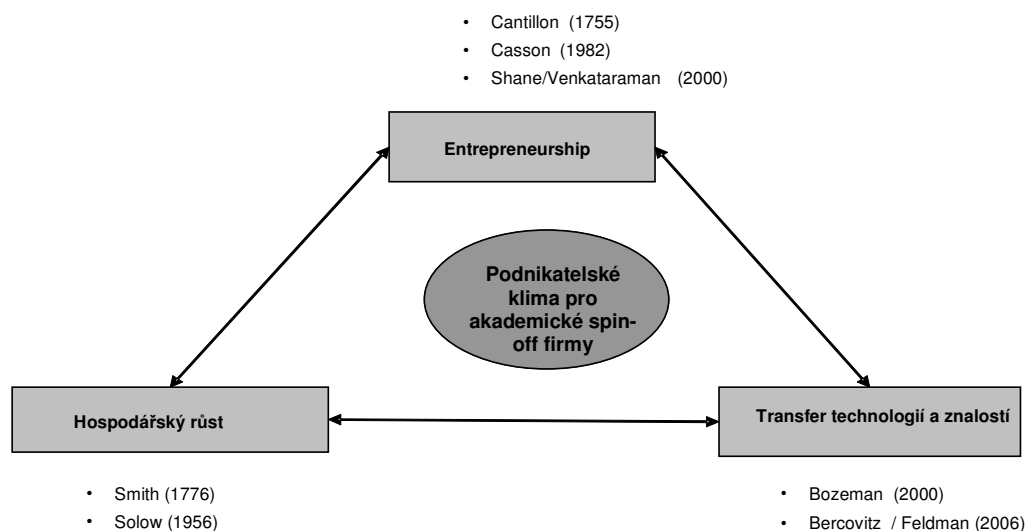 • Cantillon (1755)
• Casson (1982)
• Shane/Venkataraman (2000)
Entrepreneurship
Podnikatelské
klima pro
akademické spin-
off firmy
Hospodářský růst
Transfer technologií a znalostí
• Smith (1776)
• Solow (1956)
• Bozeman (2000)
• Bercovitz / Feldman (2006)